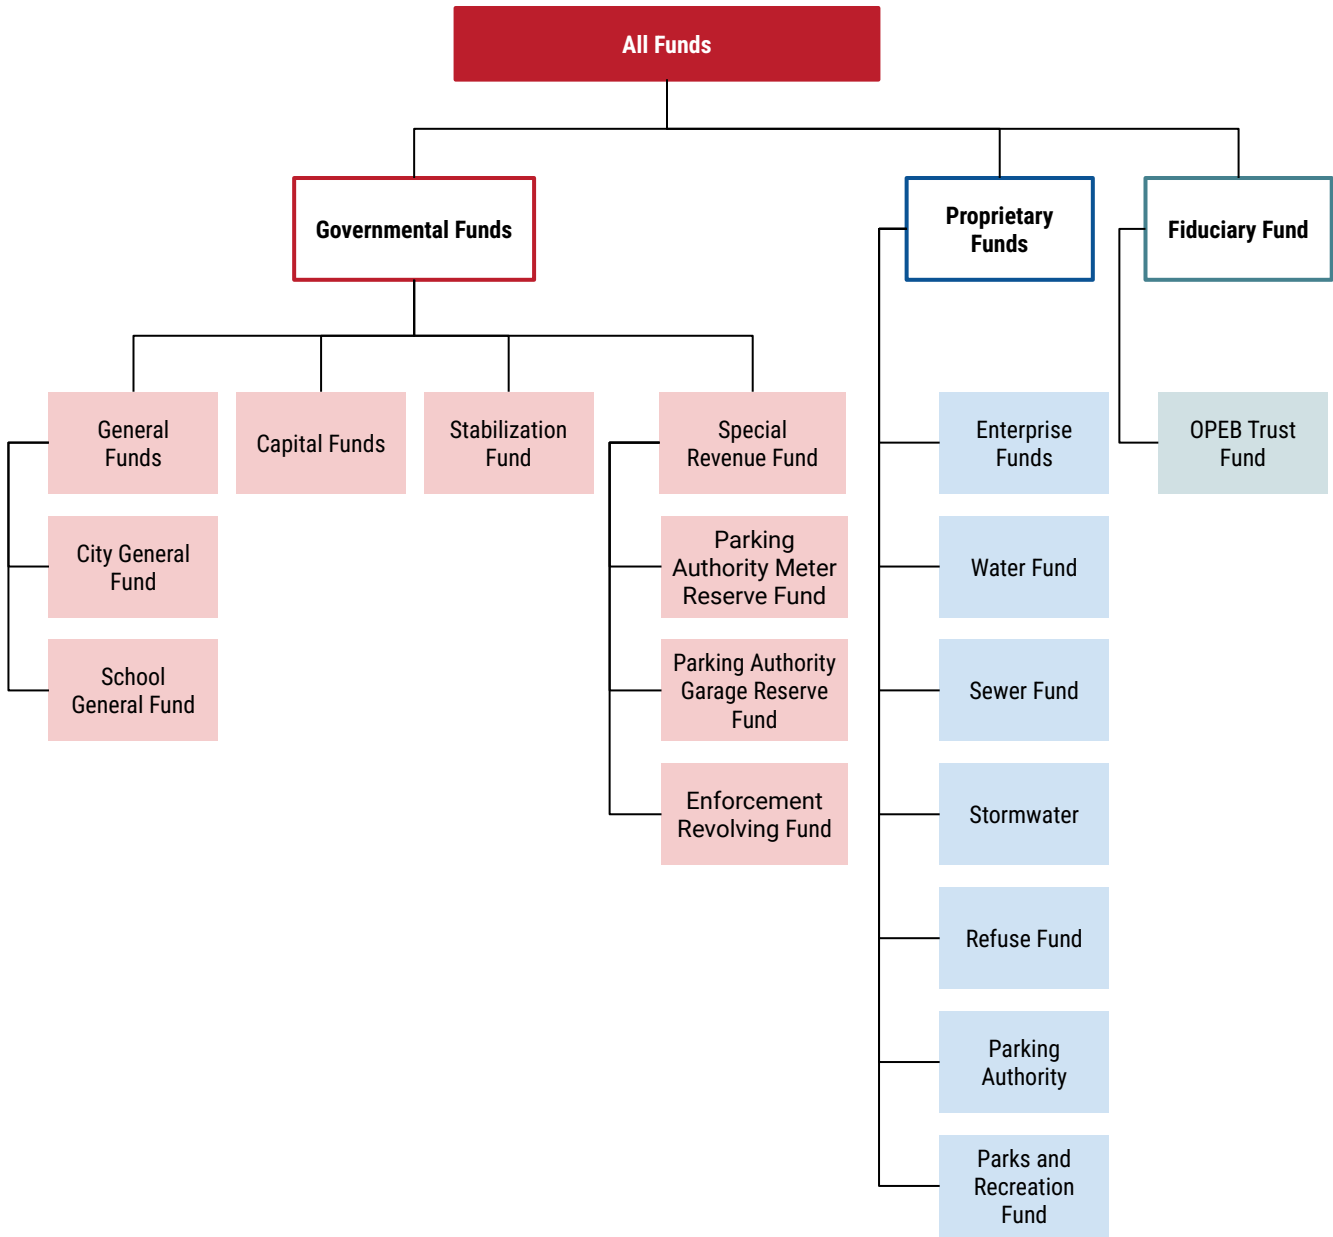 All Funds
Governmental Funds
Proprietary
Funds
Fiduciary Fund
General
Funds
Capital Funds
Stabilization
Fund
Special
Revenue Fund
Enterprise
Funds
OPEB Trust
Fund
City General
Fund
Parking
Authority Meter
Reserve Fund
Water Fund
School
General Fund
Parking Authority
Garage Reserve
Fund
Sewer Fund
Enforcement
Revolving Fund
Stormwater
Refuse Fund
Parking
Authority
Parks and
Recreation
Fund